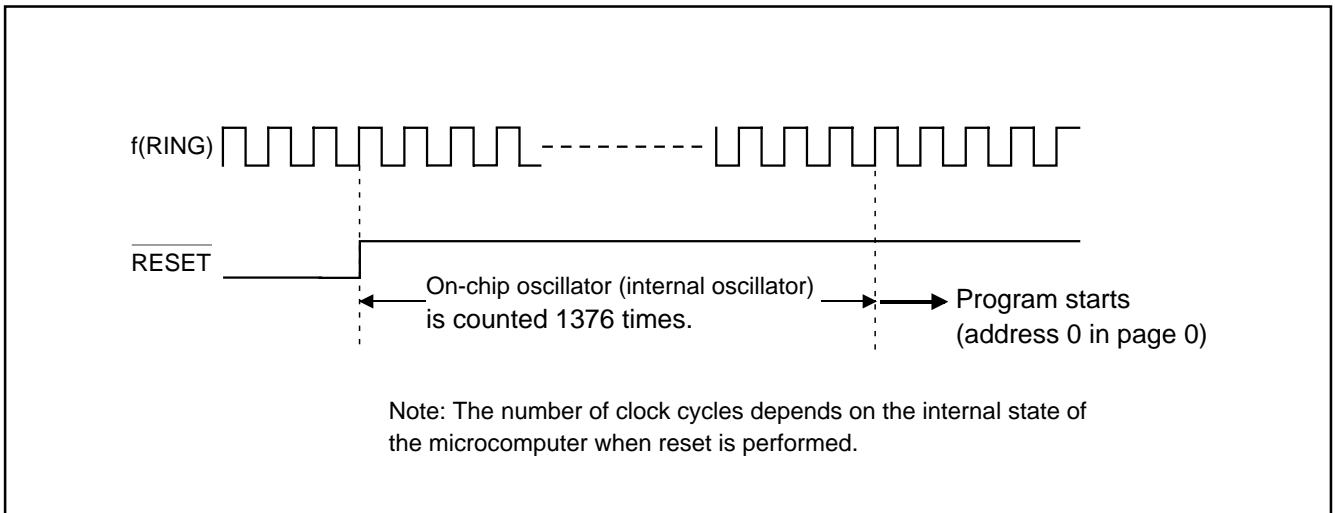 f(RING)
RESET
On-chip oscillator (internal oscillator)
is counted 1376 times.
Program starts
(address 0 in page 0)
Note: The number of clock cycles depends on the internal state of
the microcomputer when reset is performed.